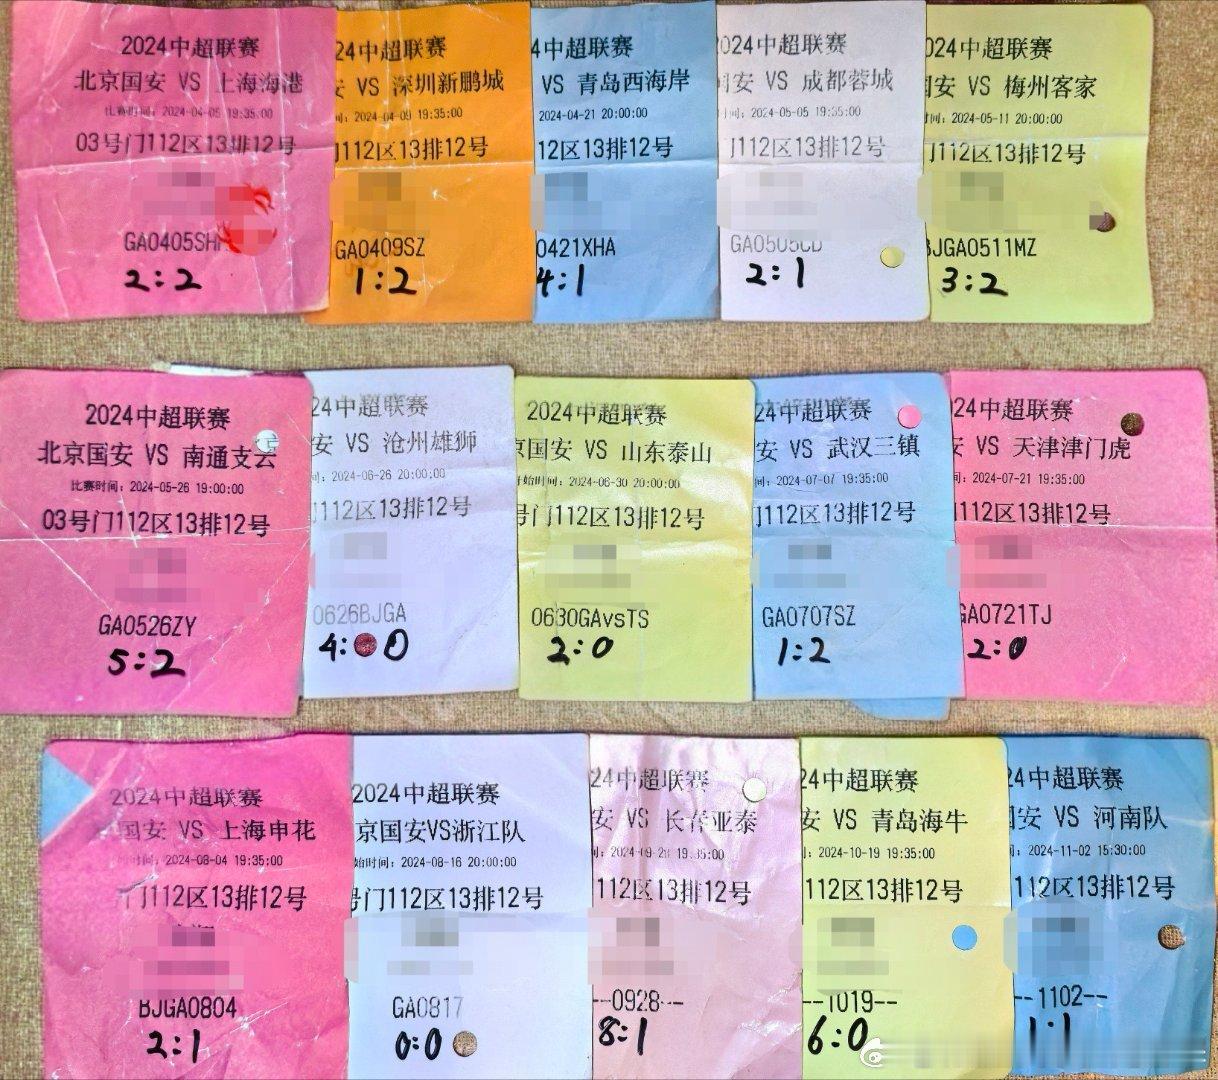 2024中超联赛
北京国安 VS 上海海港
比赛时间: 2024-04-05 19:35:00
03号门112区13排12号
GA0405SH
2:2
24中超联赛
安 VS 深圳新鹏城
间: 2024-04-09 19:35:00
112区13排12号
GA0409SZ
1:2
4中超联赛
VS 青岛西海岸
2024-04-21 20:00:00
12区13排12号
0421XHA
4:1
024中超联赛
国安 VS 成都蓉城
时间: 2024-05-05 19:35:00
112区13排12号
GA0505CD
2:1
024中超联赛
国安 VS 梅州客家
时间: 2024-05-11 20:00:00
门112区13排12号
BJGA0511MZ
3:2
2024中超联赛
北京国安 VS 南通支云
比赛时间: 2024-05-26 19:00:00
03号门112区13排12号
GA0526ZY
5:2
24中超联赛
安 VS 沧州雄狮
间: 2024-06-26 20:00:00
112区13排12号
0626BJGA
4:0
2024中超联赛
京国安 VS 山东泰山
开始时间: 2024-06-30 20:00:00
号门112区13排12号
0630GAvsTS
2:0
24中超联赛
安 VS 武汉三镇
间: 2024-07-07 19:35:00
门112区13排12号
GA0707SZ
1:2
24中超联赛
安 VS 天津津门虎
间: 2024-07-21 19:35:00
112区13排12号
GA0721TJ
2:0
2024中超联赛
国安 VS 上海申花
时间: 2024-08-04 19:35:00
门112区13排12号
BJGA0804
2:1
2024中超联赛
京国安VS浙江队
始时间: 2024-08-16 20:00:00
号门112区13排12号
GA0817
0:0
24中超联赛
安 VS 长春亚泰
间: 2024-09-28 19:35:00
112区13排12号
--0928--
8:1
24中超联赛
安 VS 青岛海牛
间: 2024-10-19 19:35:00
112区13排12号
--1019--
6:0
24中超联赛
国安 VS 河南队
间: 2024-11-02 15:30:00
112区13排12号
--1102--
1:1